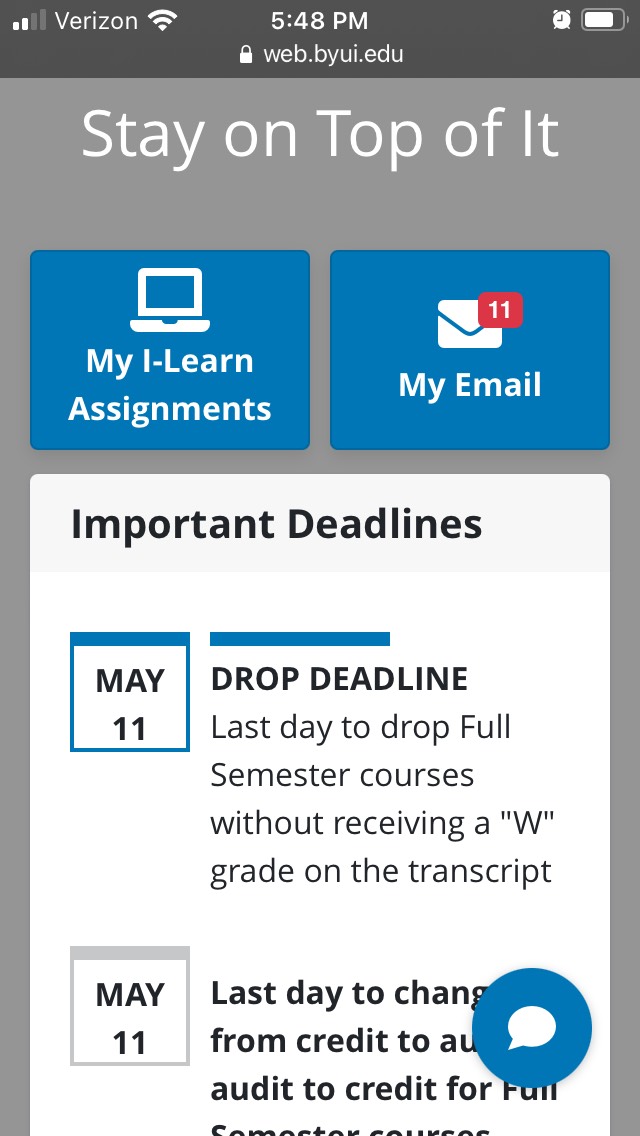 Verizon 5:48 PM
web.byui.edu
Stay on Top of It
My I-Learn
Assignments
11
My Email
Important Deadlines
MAY
11
DROP DEADLINE
Last day to drop Full
Semester courses
without receiving a "W"
grade on the transcript
MAY
11
Last day to chang
from credit to au
audit to credit for Full
Semester courses